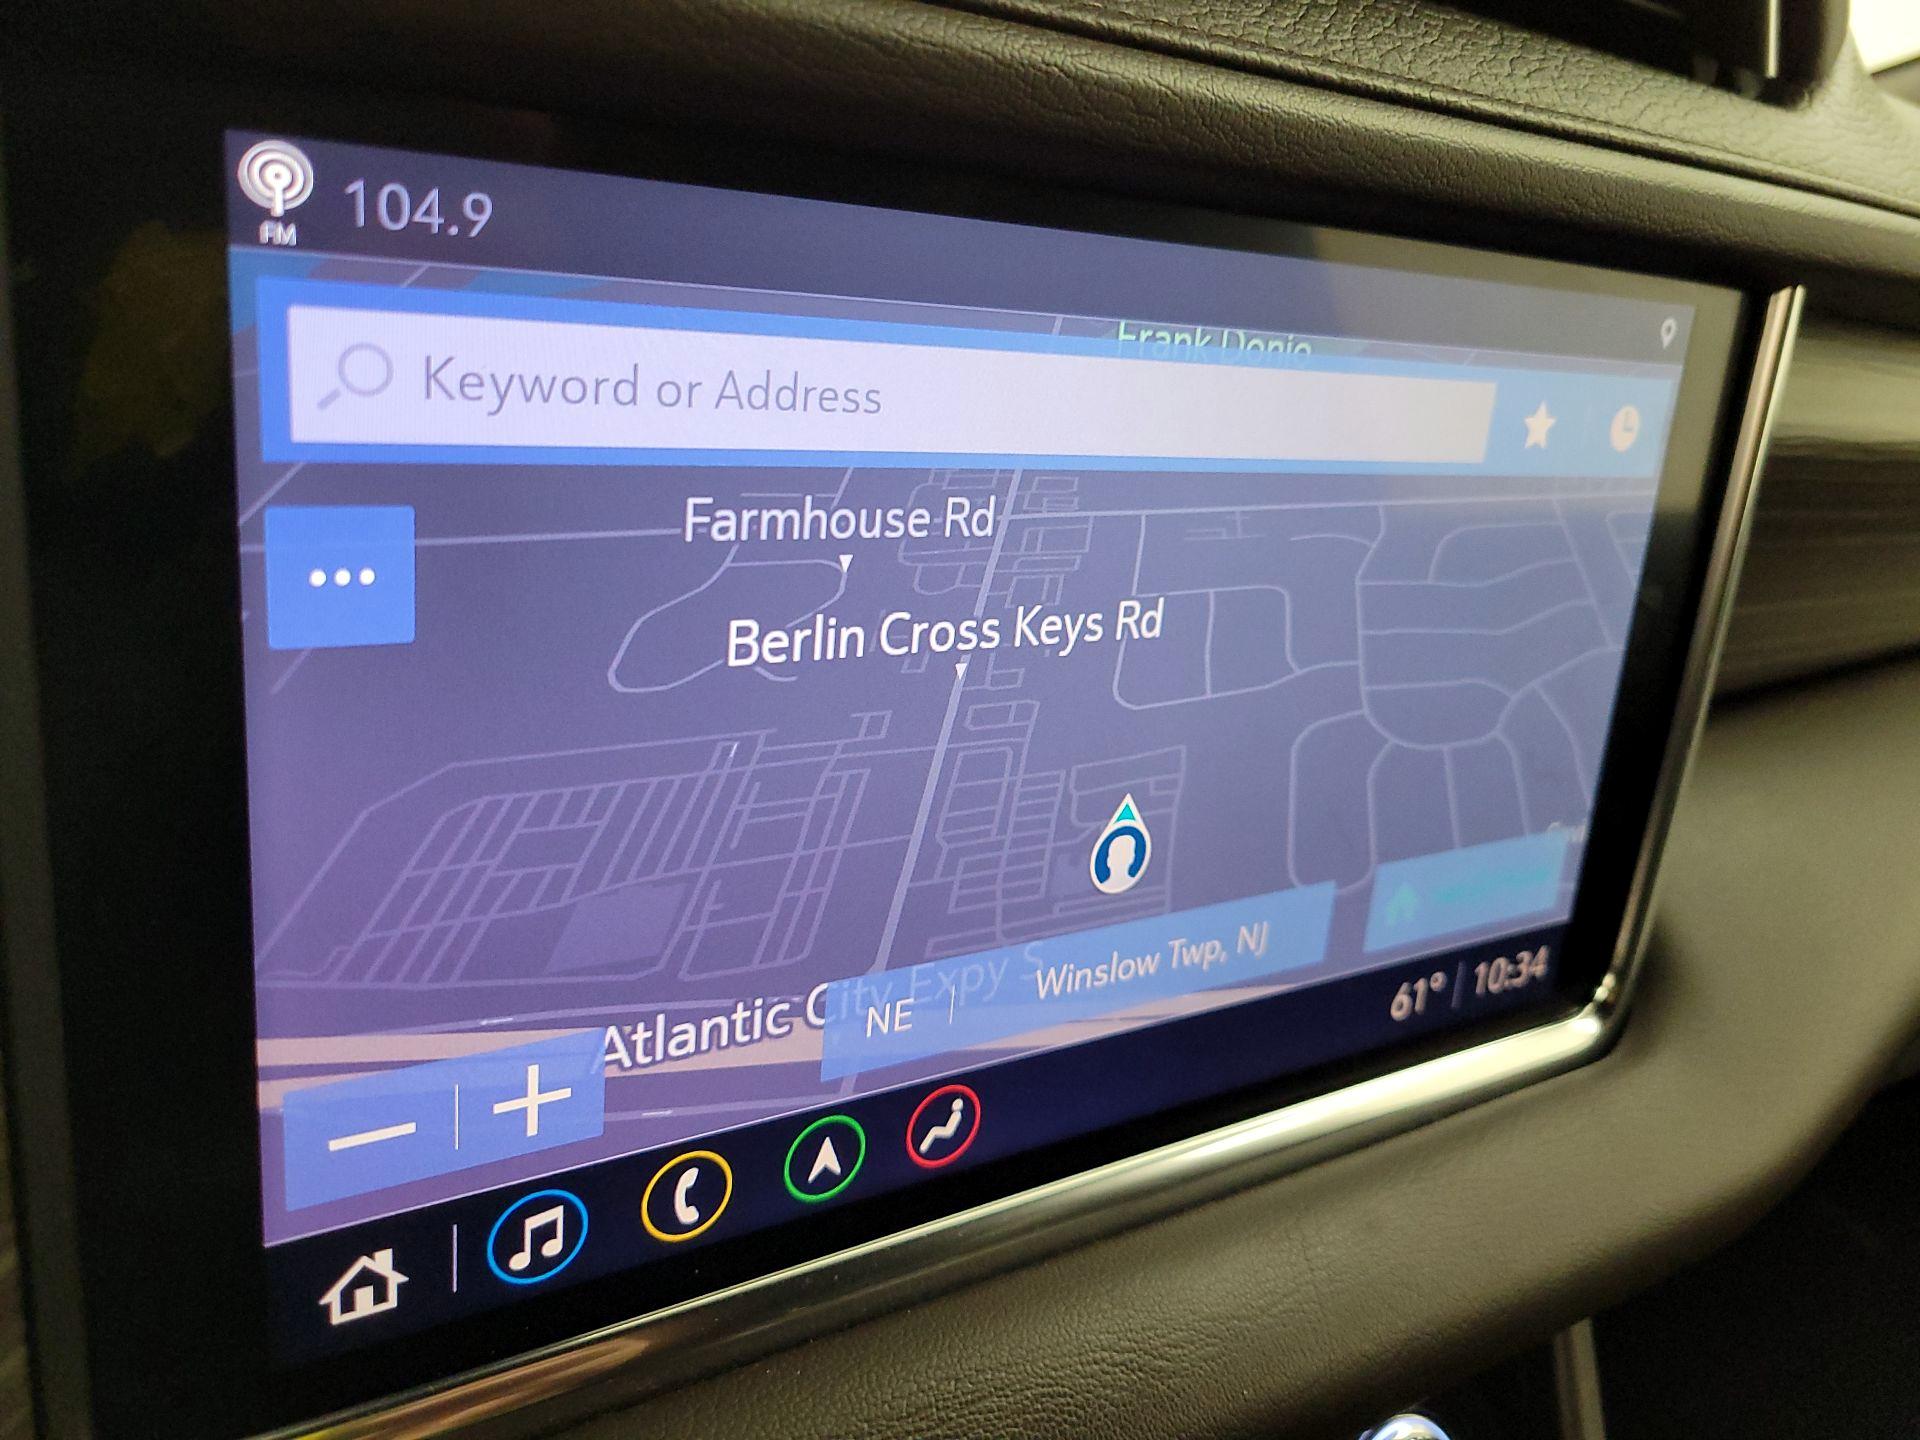 FM 104.9
Frank Donio
Keyword or Address
Farmhouse Rd
Berlin Cross Keys Rd
Atlantic City Expy S
NE | Winslow Twp, NJ
61° | 10:34